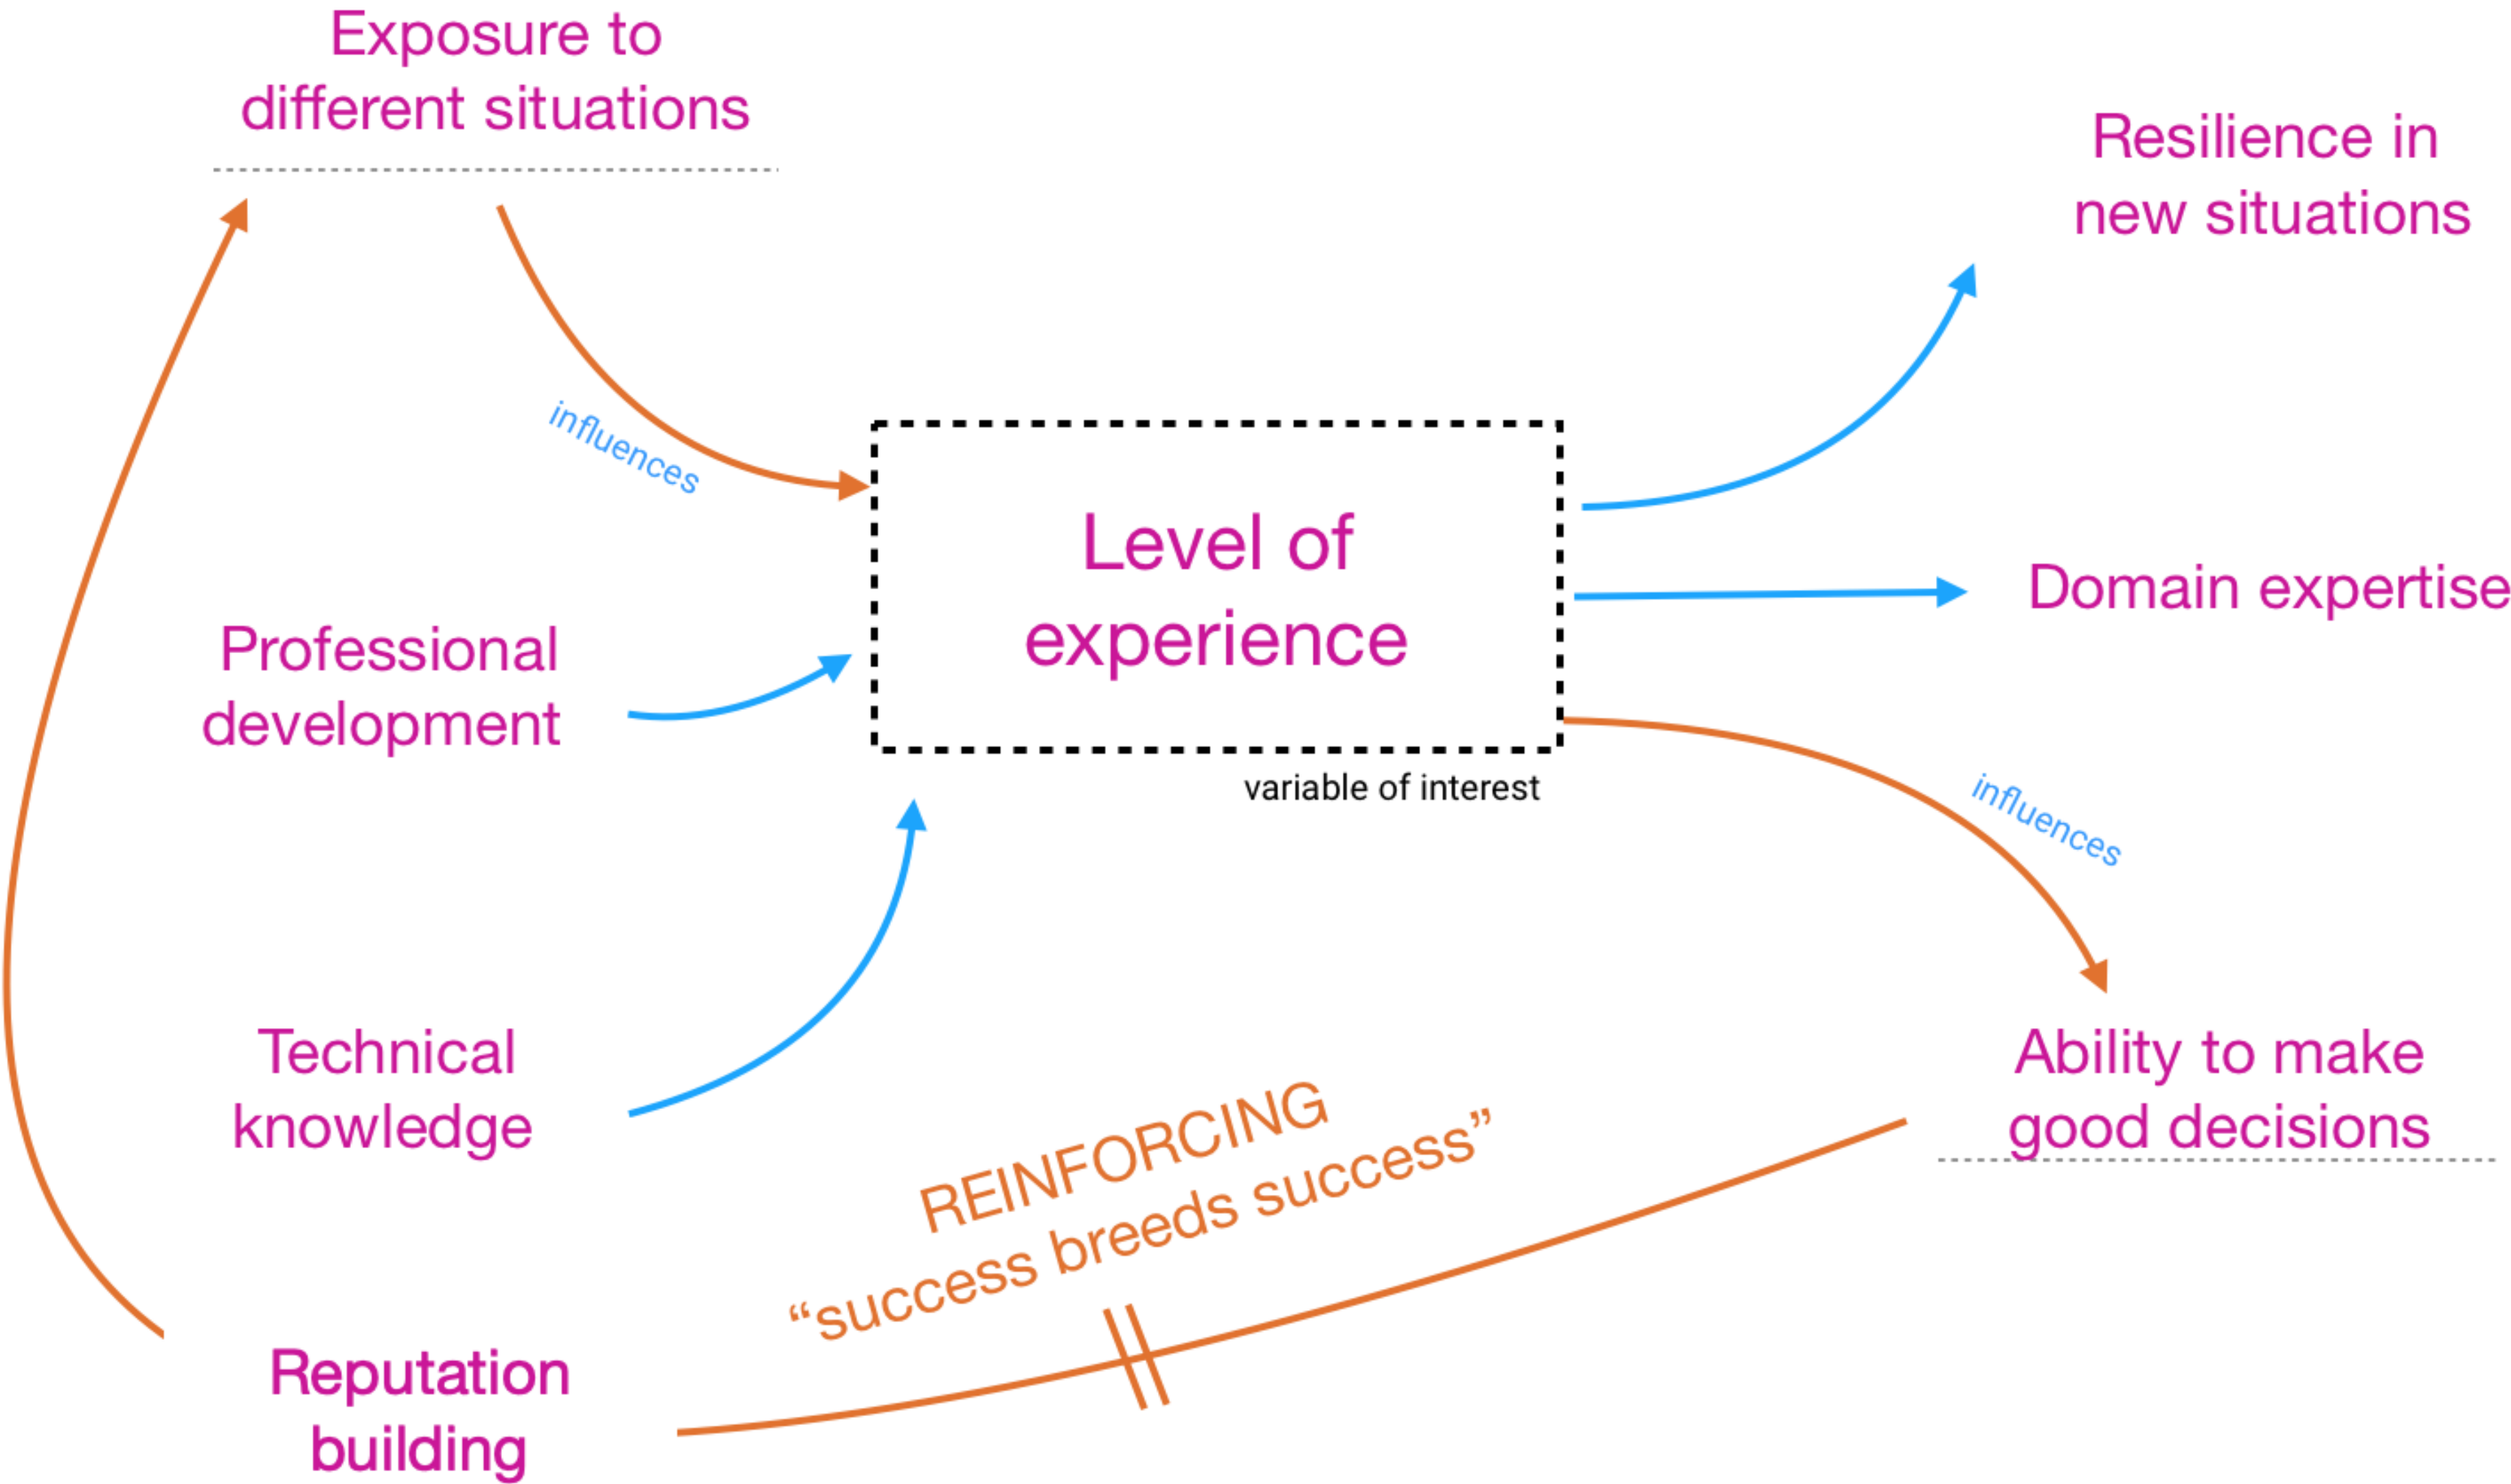 Exposure to
different situations
Resilience in
new situations
influences
Level of
experience
Domain expertise
Professional
development
variable of interest
influences
Technical
knowledge
Ability to make
good decisions
REINFORCING
“success breeds success”
Reputation
building